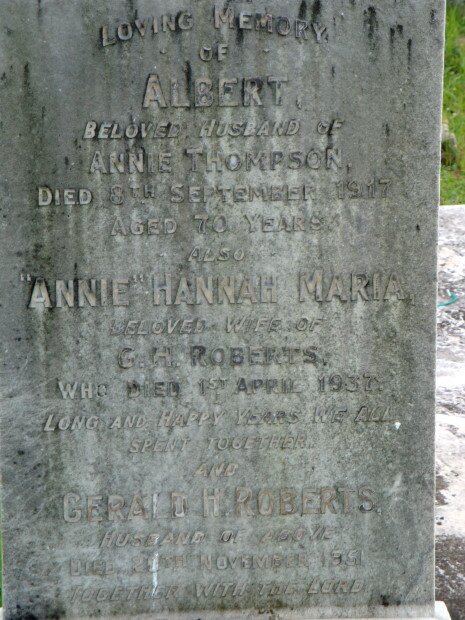 LOVING MEMORY
OF
ALBERT,
BELOVED HUSBAND OF
ANNIE THOMPSON,
DIED 8TH SEPTEMBER 1917
AGED 70 YEARS.
ALSO
"ANNIE" HANNAH MARIA,
BELOVED WIFE OF
G. H. ROBERTS,
WHO DIED 1ST APRIL 1937.
LONG AND HAPPY YEARS WE ALL
SPENT TOGETHER.
AND
GERALD H. ROBERTS,
HUSBAND OF ABOVE
DIED NOVEMBER 1951
TOGETHER WITH THE LORD